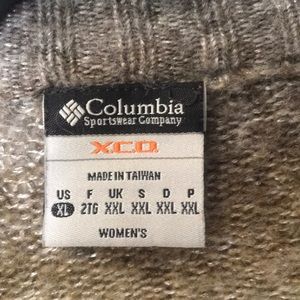 Columbia
Sportswear Company
XCO
MADE IN TAIWAN
US F UK S D P
XL 2TG XXL XXL XXL XXL
WOMEN'S